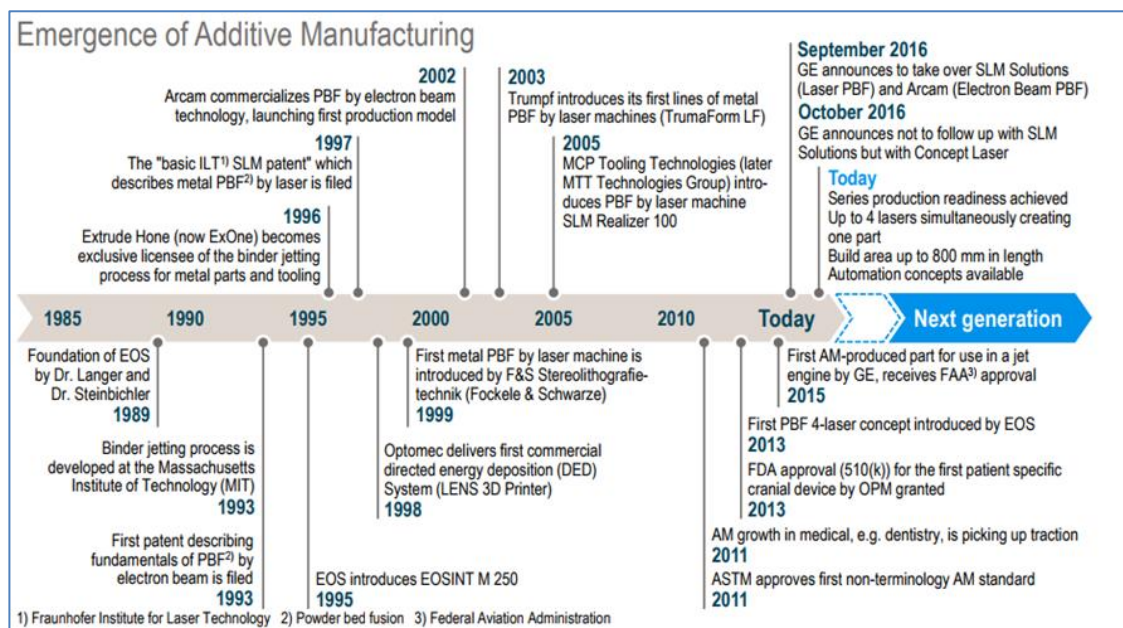 Emergence of Additive Manufacturing
2002
Arcam commercializes PBF by electron beam
technology, launching first production model
1997
The "basic ILT1) SLM patent" which
describes metal PBF2) by laser is filed
1996
Extrude Hone (now ExOne) becomes
exclusive licensee of the binder jetting
process for metal parts and tooling
2003
Trumpf introduces its first lines of metal
PBF by laser machines (TrumaForm LF)
2005
MCP Tooling Technologies (later
MTT Technologies Group) intro-
duces PBF by laser machine
SLM Realizer 100
September 2016
GE announces to take over SLM Solutions
(Laser PBF) and Arcam (Electron Beam PBF)
October 2016
GE announces not to follow up with SLM
Solutions but with Concept Laser
Today
Series production readiness achieved
Up to 4 lasers simultaneously creating
one part
Build area up to 800 mm in length
Automation concepts available
1985 1990 1995 2000 2005 2010 Today Next generation
Foundation of EOS
by Dr. Langer and
Dr. Steinbichler
1989
Binder jetting process is
developed at the Massachusetts
Institute of Technology (MIT)
1993
First patent describing
fundamentals of PBF2) by
electron beam is filed
1993
EOS introduces EOSINT M 250
1995
First metal PBF by laser machine is
introduced by F&S Stereolithografie-
technik (Fockele & Schwarze)
1999
Optomec delivers first commercial
directed energy deposition (DED)
System (LENS 3D Printer)
1998
First AM-produced part for use in a jet
engine by GE, receives FAA3) approval
2015
First PBF 4-laser concept introduced by EOS
2013
FDA approval (510(k)) for the first patient specific
cranial device by OPM granted
2013
AM growth in medical, e.g. dentistry, is picking up traction
2011
ASTM approves first non-terminology AM standard
2011
1) Fraunhofer Institute for Laser Technology 2) Powder bed fusion 3) Federal Aviation Administration